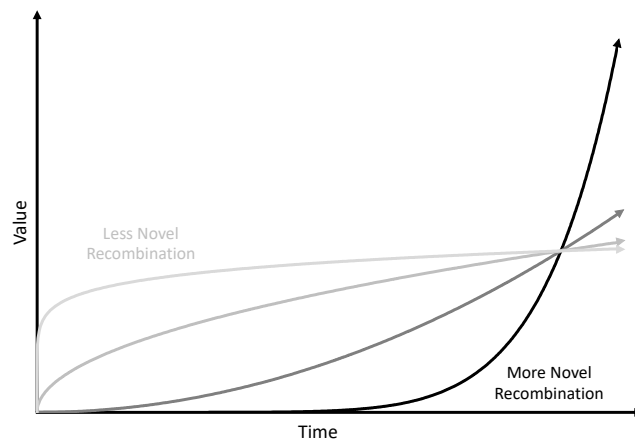 Value
Less Novel
Recombination
More Novel
Recombination
Time